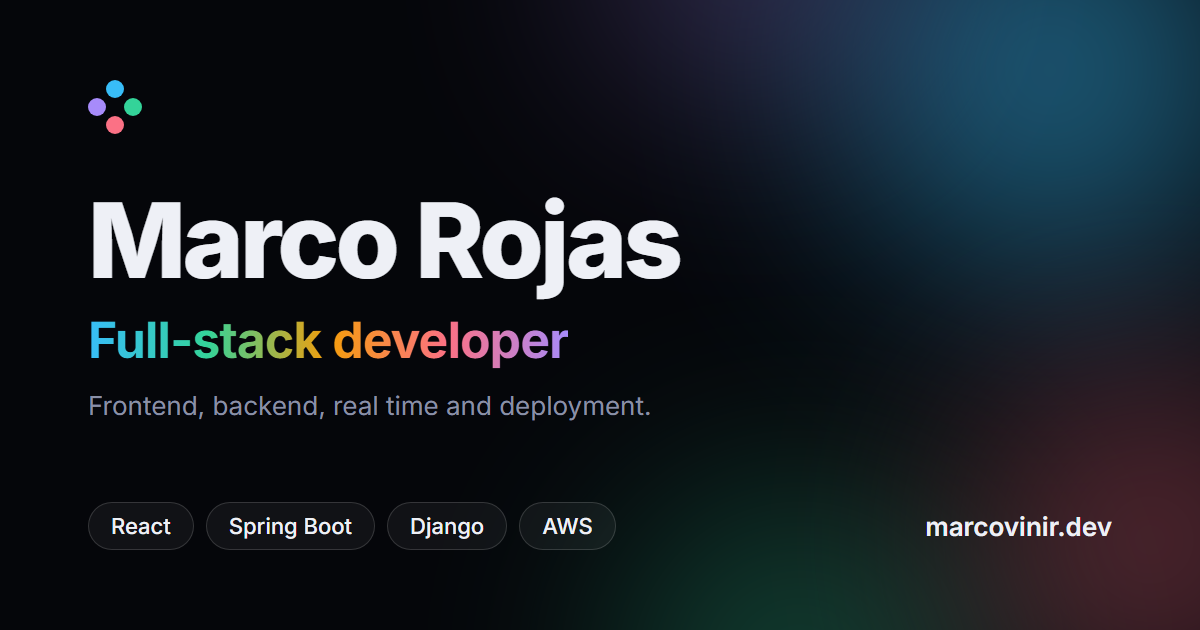 Marco Rojas
Full-stack developer
Frontend, backend, real time and deployment.
React Spring Boot Django AWS marcovinir.dev